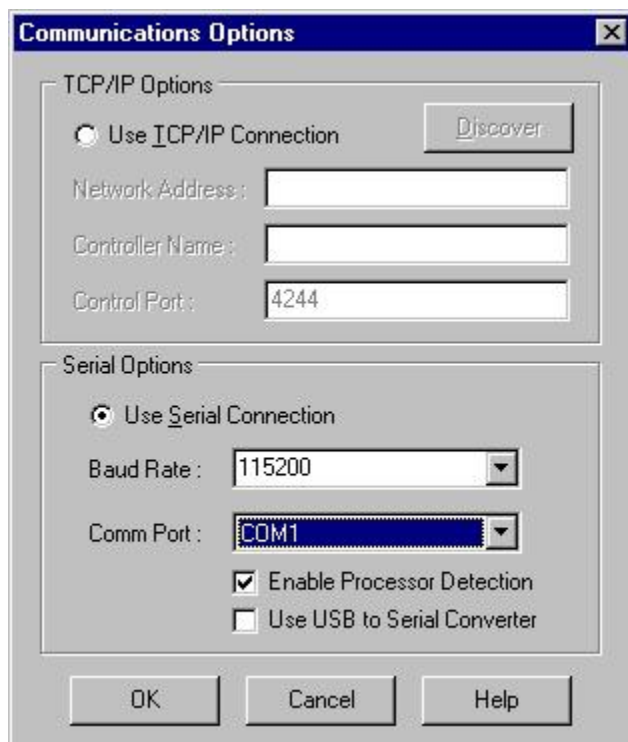 Communications Options
TCP/IP Options
Use TCP/IP Connection
Discover
Network Address :
Controller Name :
Control Port : 4244
Serial Options
Use Serial Connection
Baud Rate : 115200
Comm Port : COM1
Enable Processor Detection
Use USB to Serial Converter
OK Cancel Help